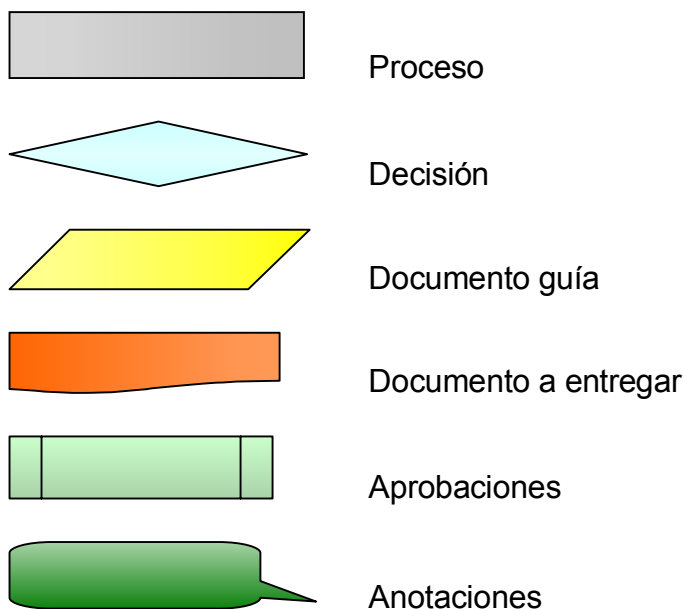 Proceso
Decisión
Documento guía
Documento a entregar
Aprobaciones
Anotaciones